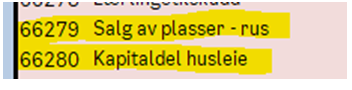 66279 Salg av plasser - rus
66280 Kapitaldel husleie